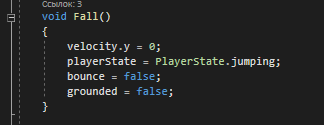 Ссылок: 3
void Fall()
{
velocity.y = 0;
playerState = PlayerState.jumping;
bounce = false;
grounded = false;
}